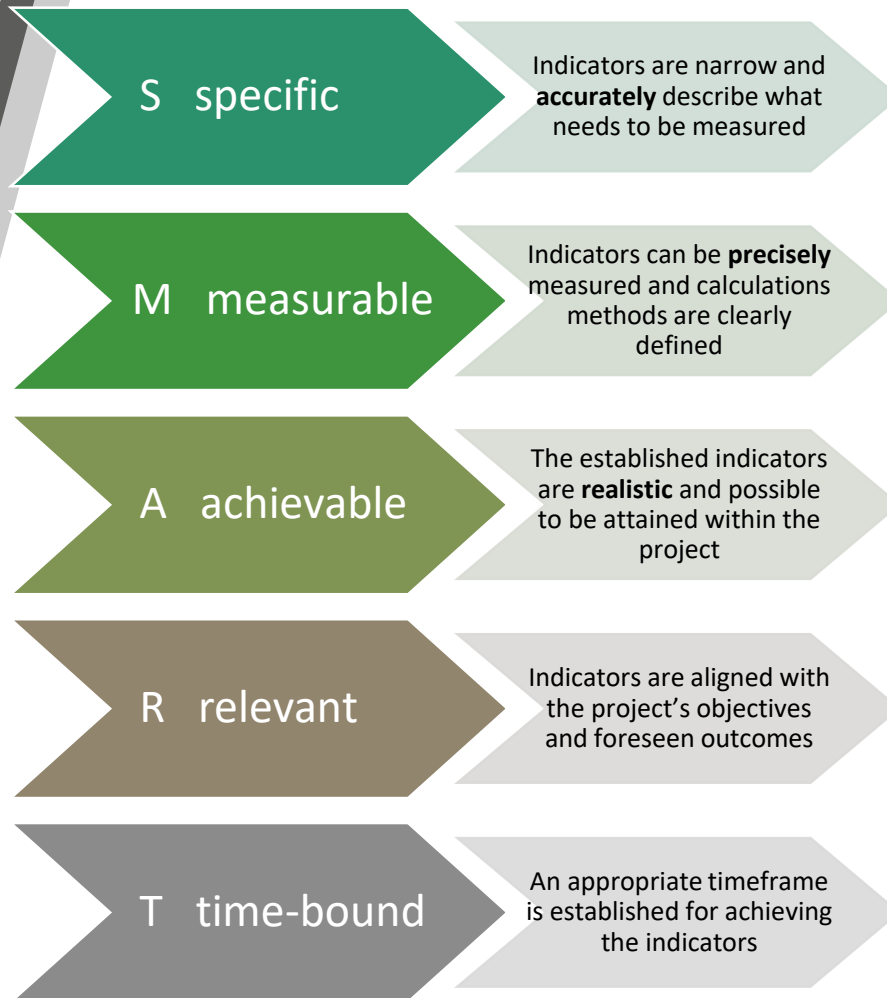 S specific
Indicators are narrow and
accurately describe what
needs to be measured
M measurable
Indicators can be precisely
measured and calculations
methods are clearly
defined
A achievable
The established indicators
are realistic and possible
to be attained within the
project
R relevant
Indicators are aligned with
the project’s objectives
and foreseen outcomes
T time-bound
An appropriate timeframe
is established for achieving
the indicators